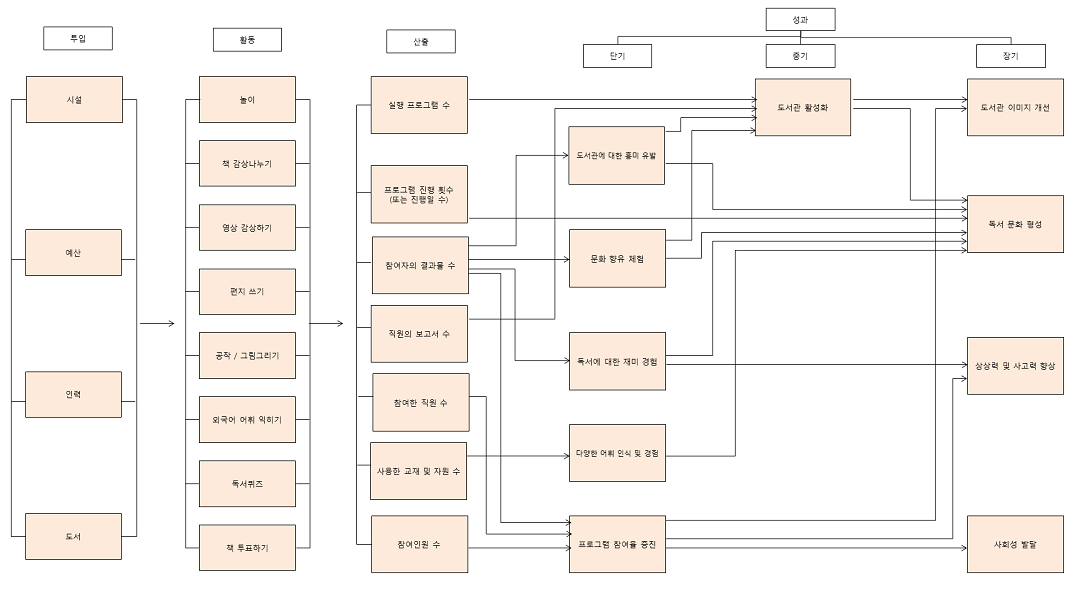 투입
활동
산출
성과
단기
중기
장기
시설
예산
인력
도서
놀이
책 감상나누기
영상 감상하기
편지 쓰기
공작 / 그림그리기
외국어 어휘 익히기
독서퀴즈
책 투표하기
실행 프로그램 수
프로그램 진행 횟수
(또는 진행일 수)
참여자의 결과물 수
직원의 보고서 수
참여한 직원 수
사용한 교재 및 자원 수
참여인원 수
도서관에 대한 흥미 유발
문화 향유 체험
독서에 대한 재미 경험
다양한 어휘 인식 및 경험
프로그램 참여율 증진
도서관 활성화
도서관 이미지 개선
독서 문화 형성
상상력 및 사고력 향상
사회성 발달